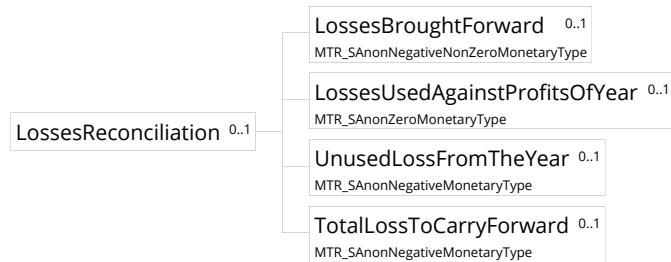 LossesBroughtForward 0..1
MTR_SAnonNegativeNonZeroMonetaryType
LossesUsedAgainstProfitsOfYear 0..1
MTR_SAnonZeroMonetaryType
LossesReconciliation 0..1
UnusedLossFromTheYear 0..1
MTR_SAnonNegativeMonetaryType
TotalLossToCarryForward 0..1
MTR_SAnonNegativeMonetaryType